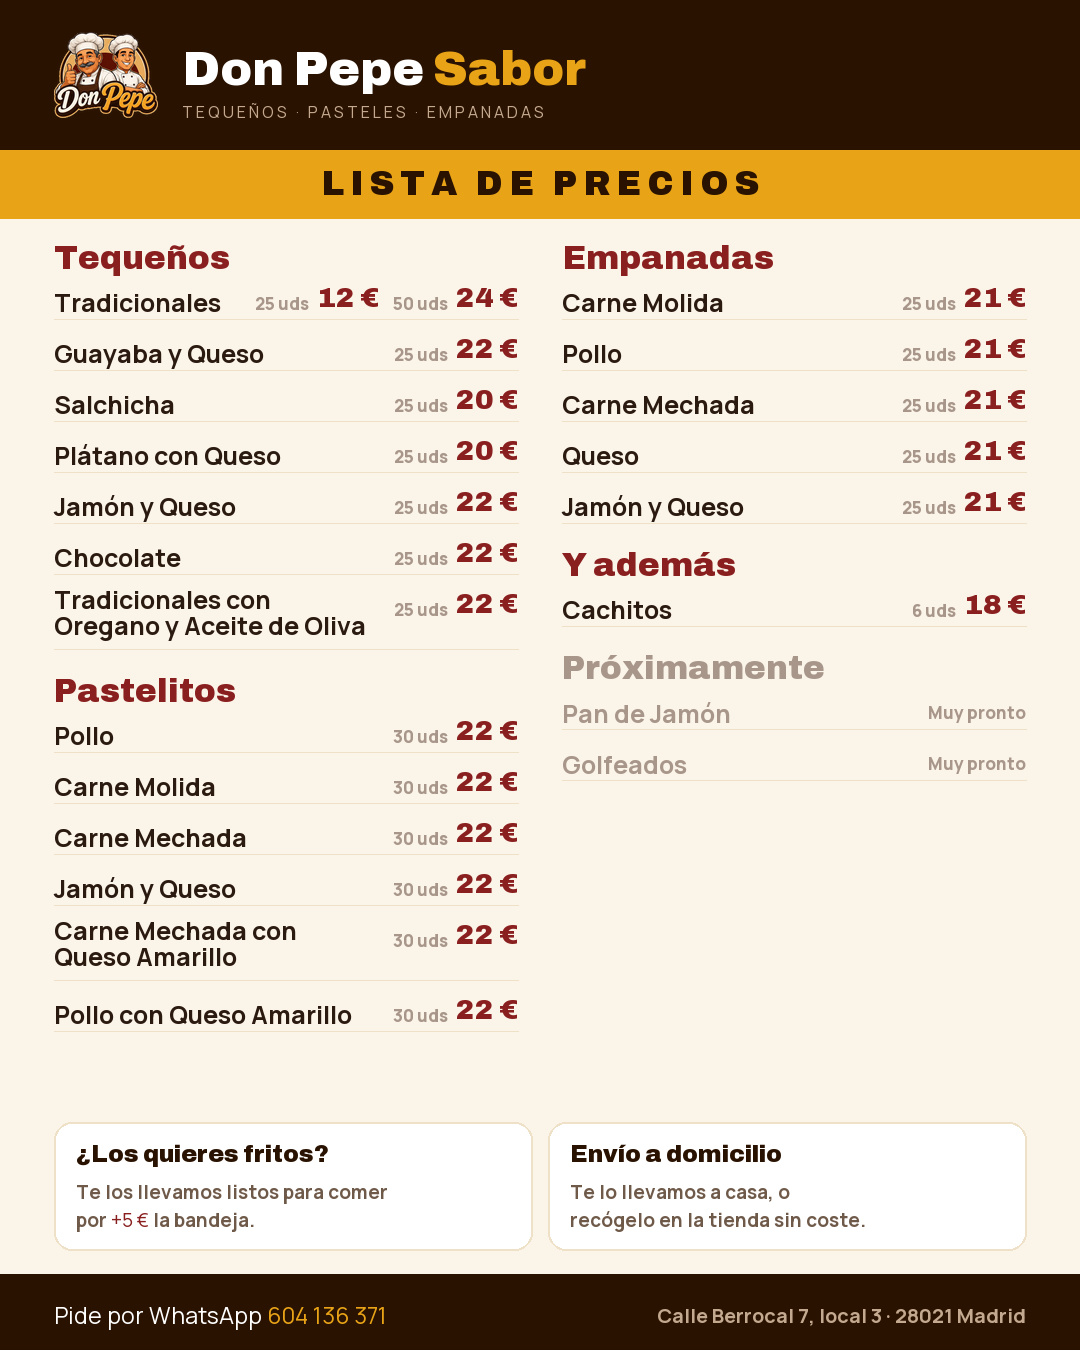 Don Pepe
Don Pepe Sabor
TEQUEÑOS · PASTELES · EMPANADAS
LISTA DE PRECIOS
Tequeños
Tradicionales 25 uds 12 € 50 uds 24 €
Guayaba y Queso 25 uds 22 €
Salchicha 25 uds 20 €
Plátano con Queso 25 uds 20 €
Jamón y Queso 25 uds 22 €
Chocolate 25 uds 22 €
Tradicionales con
Oregano y Aceite de Oliva 25 uds 22 €
Pastelitos
Pollo 30 uds 22 €
Carne Molida 30 uds 22 €
Carne Mechada 30 uds 22 €
Jamón y Queso 30 uds 22 €
Carne Mechada con
Queso Amarillo 30 uds 22 €
Pollo con Queso Amarillo 30 uds 22 €
Empanadas
Carne Molida 25 uds 21 €
Pollo 25 uds 21 €
Carne Mechada 25 uds 21 €
Queso 25 uds 21 €
Jamón y Queso 25 uds 21 €
Y además
Cachitos 6 uds 18 €
Próximamente
Pan de Jamón Muy pronto
Golfeados Muy pronto
¿Los quieres fritos?
Te los llevamos listos para comer
por +5 € la bandeja.
Envío a domicilio
Te lo llevamos a casa, o
recógelo en la tienda sin coste.
Pide por WhatsApp 604 136 371
Calle Berrocal 7, local 3 · 28021 Madrid